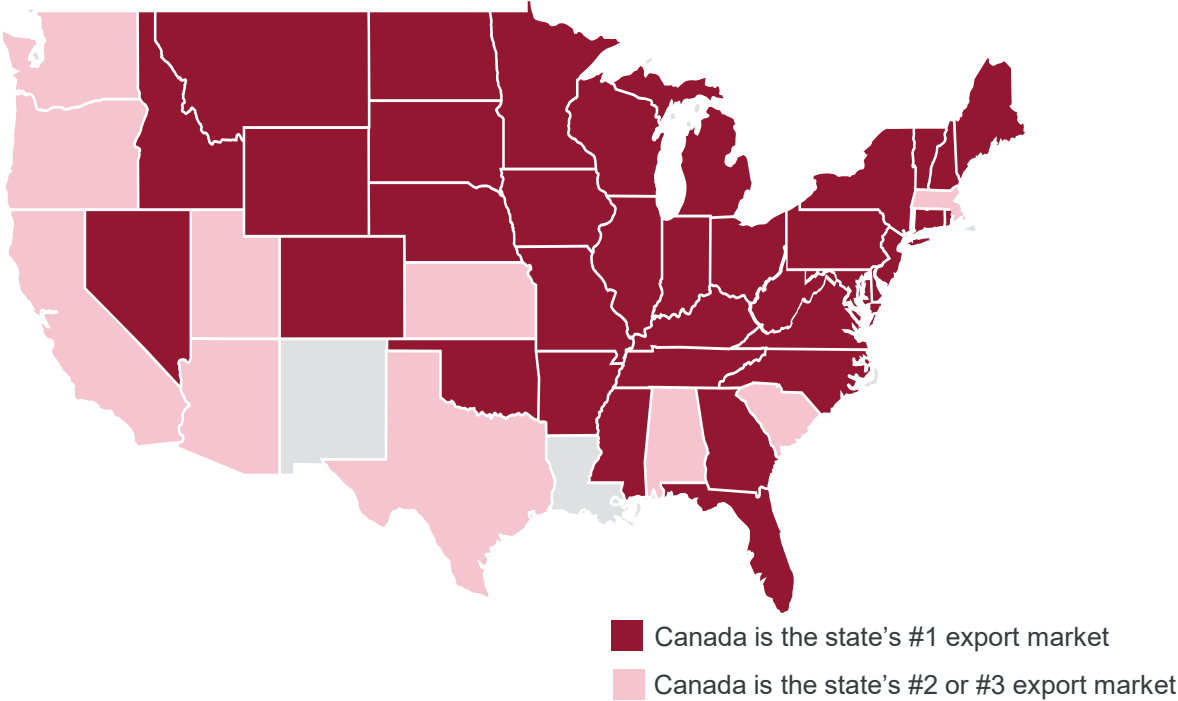 Canada is the state’s #1 export market
Canada is the state’s #2 or #3 export market